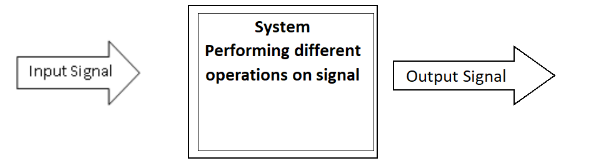 Input Signal
System
Performing different
operations on signal
Output Signal